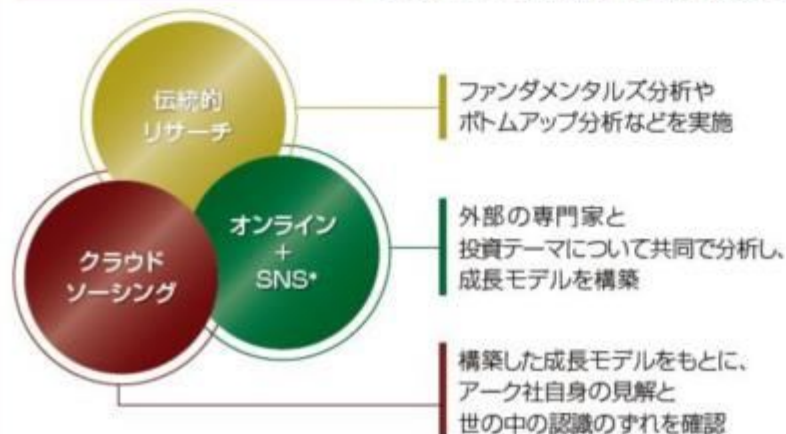 伝統的
リサーチ
ファンダメンタルズ分析や
ボトムアップ分析などを実施
オンライン
+
SNS*
外部の専門家と
投資テーマについて共同で分析し、
成長モデルを構築
クラウド
ソーシング
構築した成長モデルをもとに、
アーク社自身の見解と
世の中の認識のずれを確認